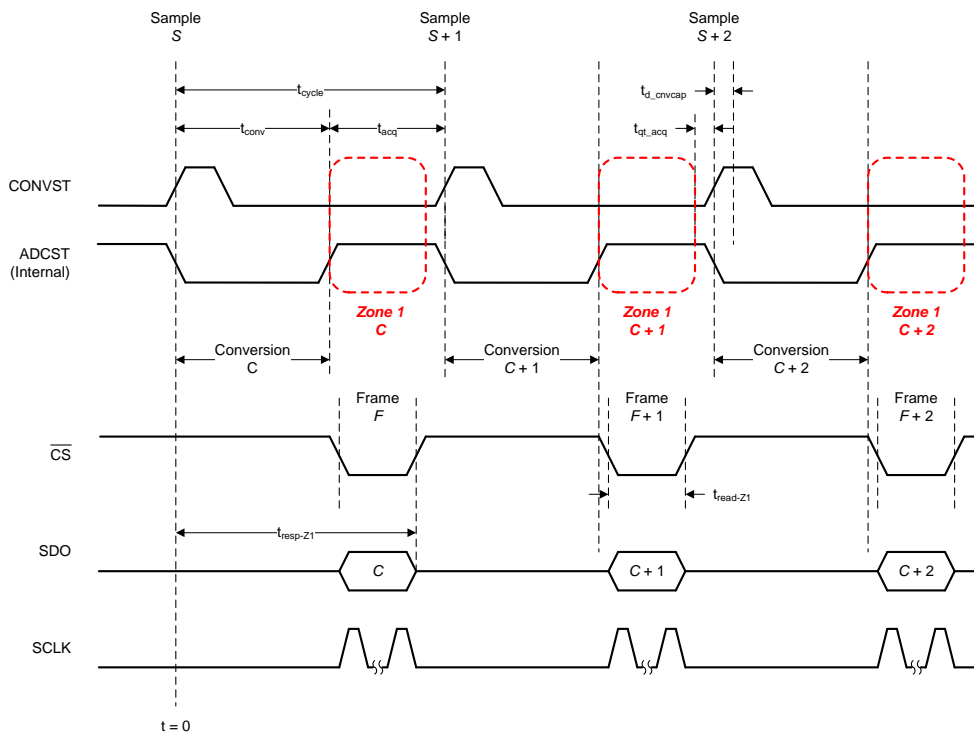 Sample
S
Sample
S + 1
Sample
S + 2
t_cycle
t_d_cnvcap
t_conv
t_acq
t_qt_acq
CONVST
ADCST
(Internal)
Zone 1
C
Zone 1
C + 1
Zone 1
C + 2
Conversion
C
Conversion
C + 1
Conversion
C + 2
Frame
F
Frame
F + 1
Frame
F + 2
CS
t_read-Z1
t_resp-Z1
SDO
C
C + 1
C + 2
SCLK
t = 0